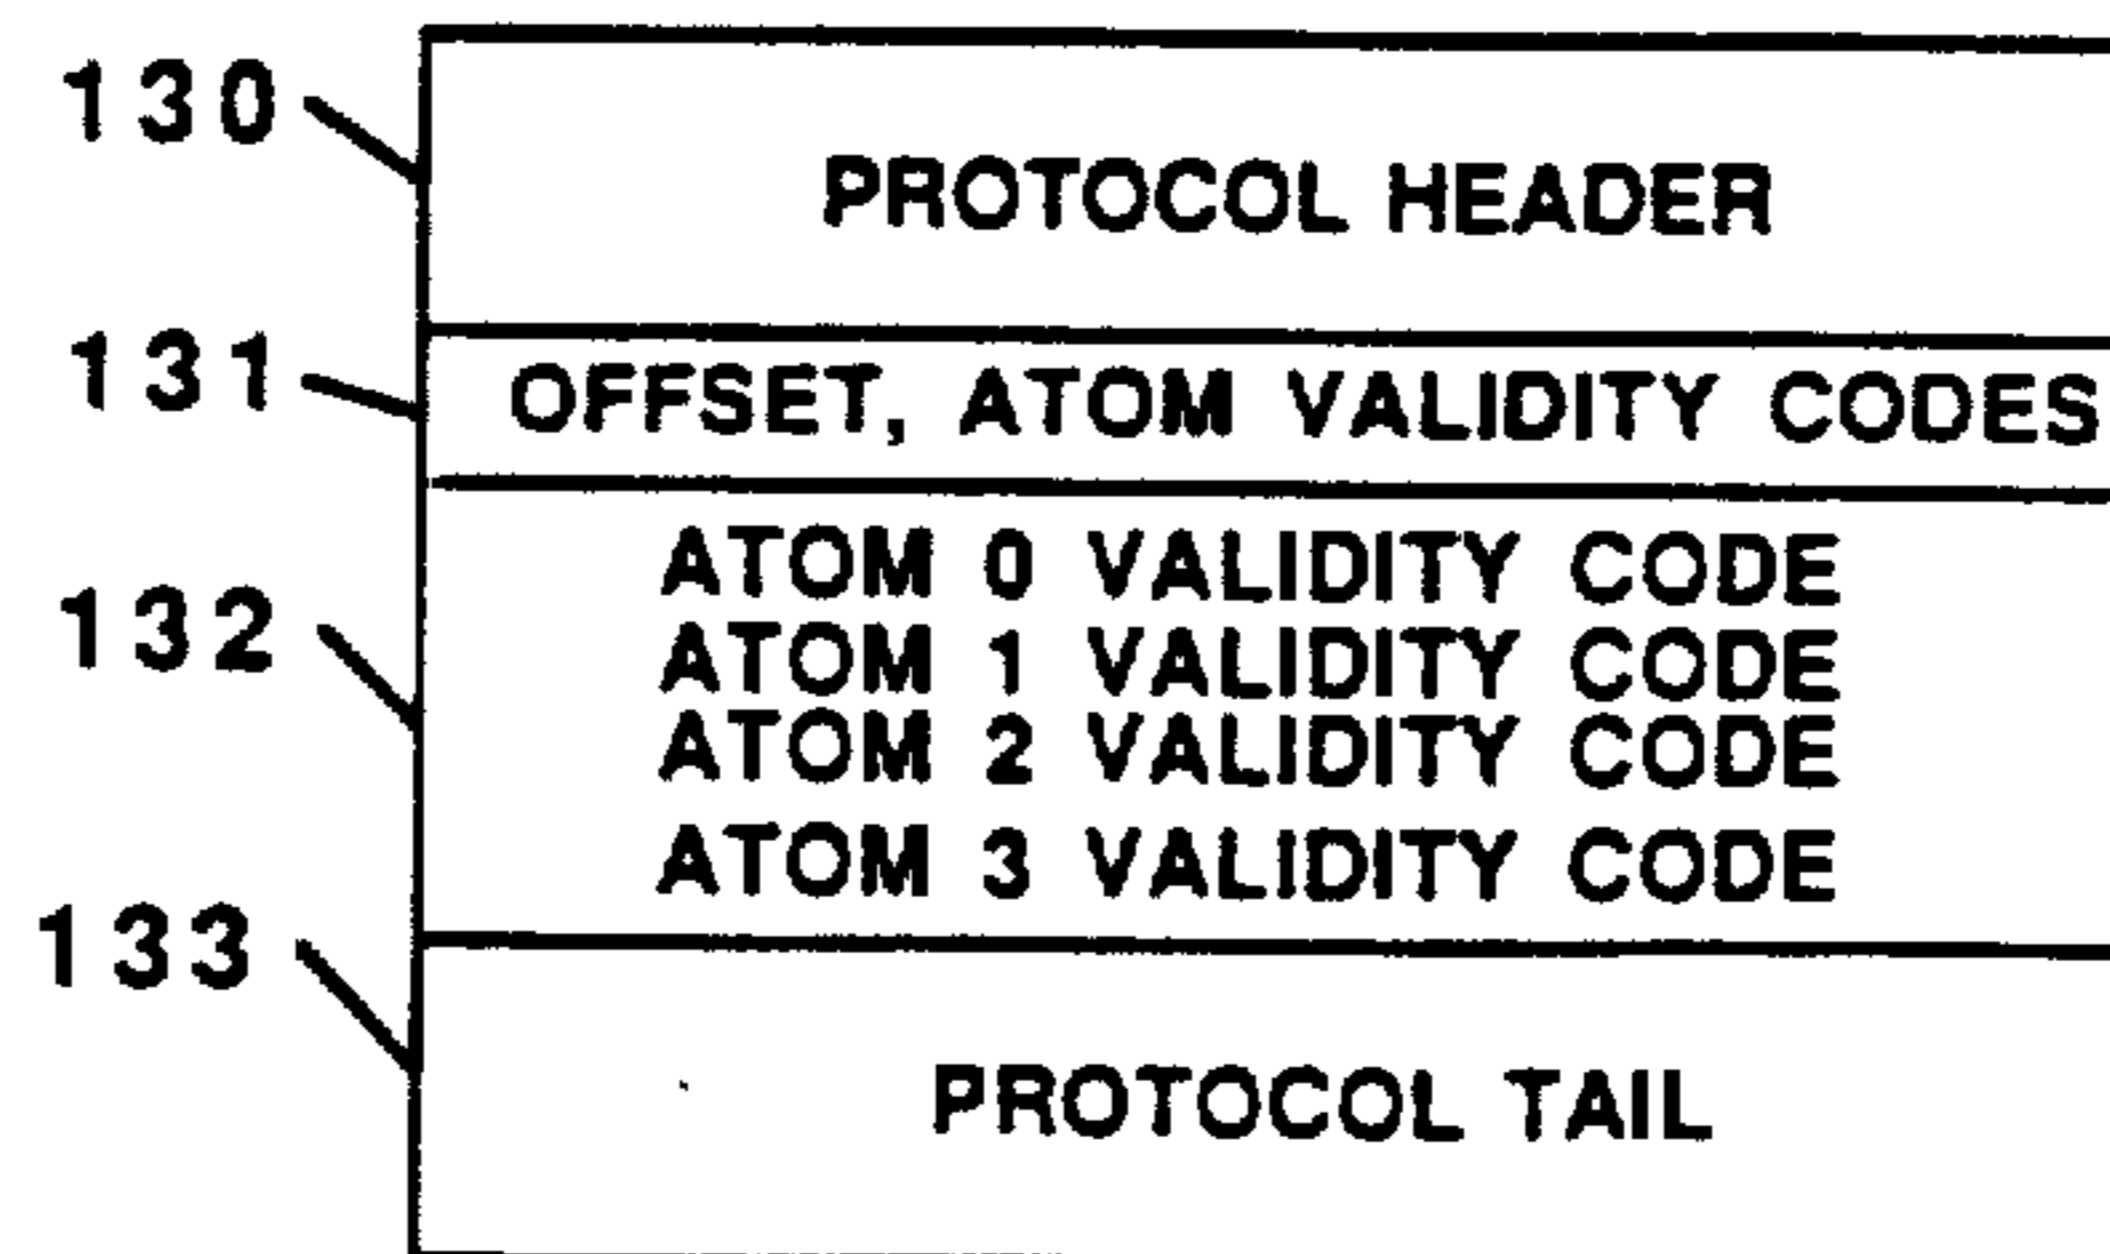 130
PROTOCOL HEADER
131
OFFSET, ATOM VALIDITY CODES
132
ATOM 0 VALIDITY CODE
ATOM 1 VALIDITY CODE
ATOM 2 VALIDITY CODE
ATOM 3 VALIDITY CODE
133
PROTOCOL TAIL